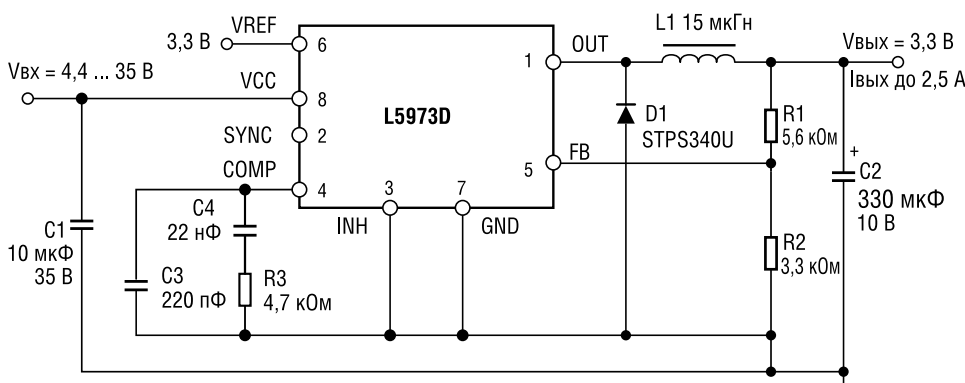 VREF
3,3 В
6
Vвх = 4,4 ... 35 В
VCC
8
SYNC
2
COMP
4
L5973D
3
7
INH
GND
1
OUT
5
FB
L1 15 мкГн
Vвых = 3,3 В
Iвых до 2,5 А
D1
STPS340U
R1
5,6 кОм
+
C2
330 мкФ
10 В
R2
3,3 кОм
C1
10 мкФ
35 В
C4
22 нФ
C3
220 пФ
R3
4,7 кОм